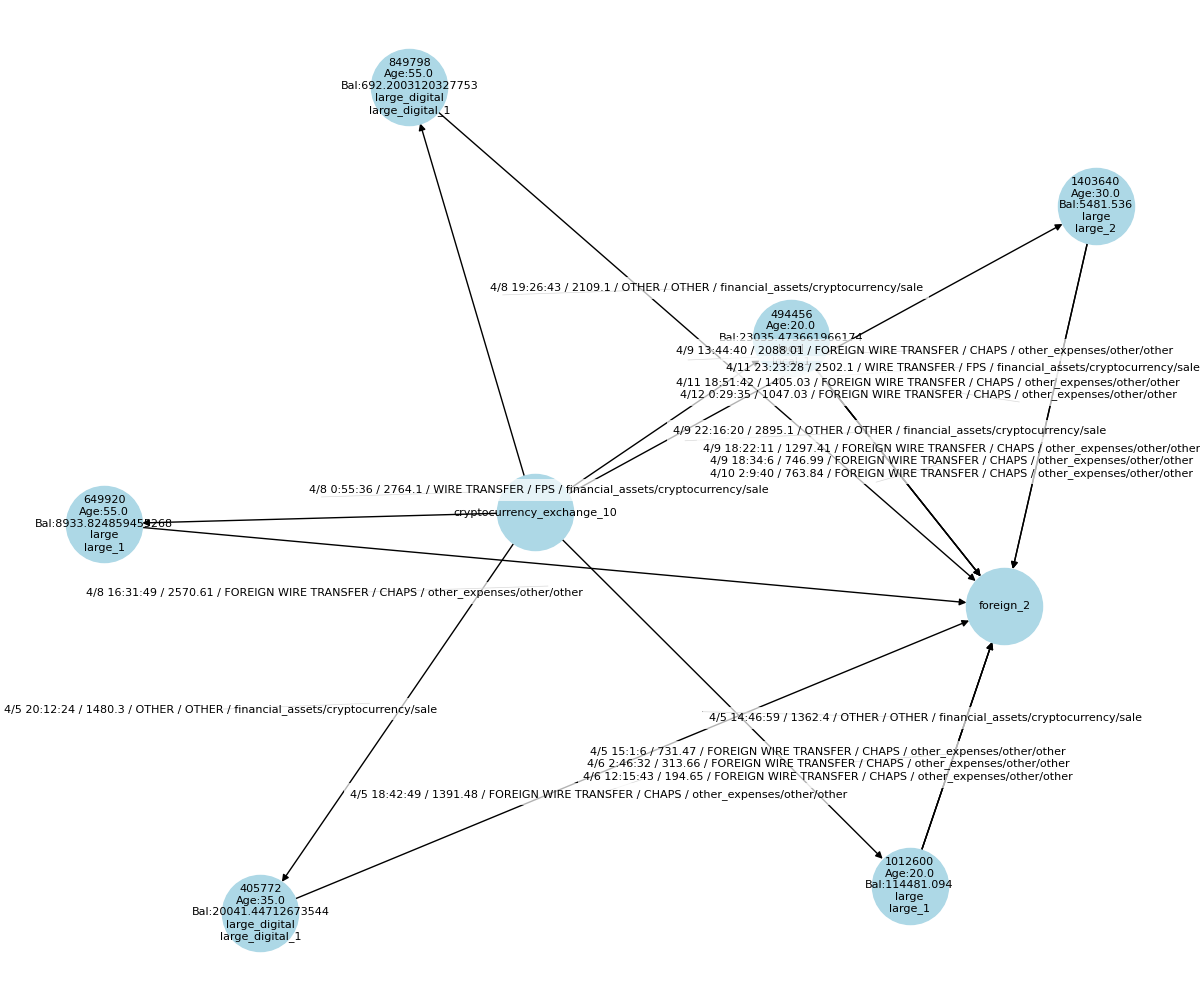 849798
Age:55.0
Bal:692.2003120327753
large_digital
large_digital_1
1403640
Age:30.0
Bal:5481.536
large
large_2
4/8 19:26:43 / 2109.1 / OTHER / OTHER / financial_assets/cryptocurrency/sale
494456
Age:20.0
Bal:23035.473661966174
4/9 13:44:40 / 2088.01 / FOREIGN WIRE TRANSFER / CHAPS / other_expenses/other/other
4/11 23:23:28 / 2502.1 / WIRE TRANSFER / FPS / financial_assets/cryptocurrency/sale
4/11 18:51:42 / 1405.03 / FOREIGN WIRE TRANSFER / CHAPS / other_expenses/other/other
4/12 0:29:35 / 1047.03 / FOREIGN WIRE TRANSFER / CHAPS / other_expenses/other/other
4/9 22:16:20 / 2895.1 / OTHER / OTHER / financial_assets/cryptocurrency/sale
4/9 18:22:11 / 1297.41 / FOREIGN WIRE TRANSFER / CHAPS / other_expenses/other/other
4/9 18:34:6 / 746.99 / FOREIGN WIRE TRANSFER / CHAPS / other_expenses/other/other
4/10 2:9:40 / 763.84 / FOREIGN WIRE TRANSFER / CHAPS / other_expenses/other/other
4/8 0:55:36 / 2764.1 / WIRE TRANSFER / FPS / financial_assets/cryptocurrency/sale
cryptocurrency_exchange_10
649920
Age:55.0
large
large_1
4/8 16:31:49 / 2570.61 / FOREIGN WIRE TRANSFER / CHAPS / other_expenses/other/other
foreign_2
4/5 20:12:24 / 1480.3 / OTHER / OTHER / financial_assets/cryptocurrency/sale
4/5 14:46:59 / 1362.4 / OTHER / OTHER / financial_assets/cryptocurrency/sale
4/5 15:1:6 / 731.47 / FOREIGN WIRE TRANSFER / CHAPS / other_expenses/other/other
4/6 2:46:32 / 313.66 / FOREIGN WIRE TRANSFER / CHAPS / other_expenses/other/other
4/6 12:15:43 / 194.65 / FOREIGN WIRE TRANSFER / CHAPS / other_expenses/other/other
4/5 18:42:49 / 1391.48 / FOREIGN WIRE TRANSFER / CHAPS / other_expenses/other/other
405772
Age:35.0
Bal:20041.44712673544
large_digital
large_digital_1
1012600
Age:20.0
Bal:114481.094
large
large_1